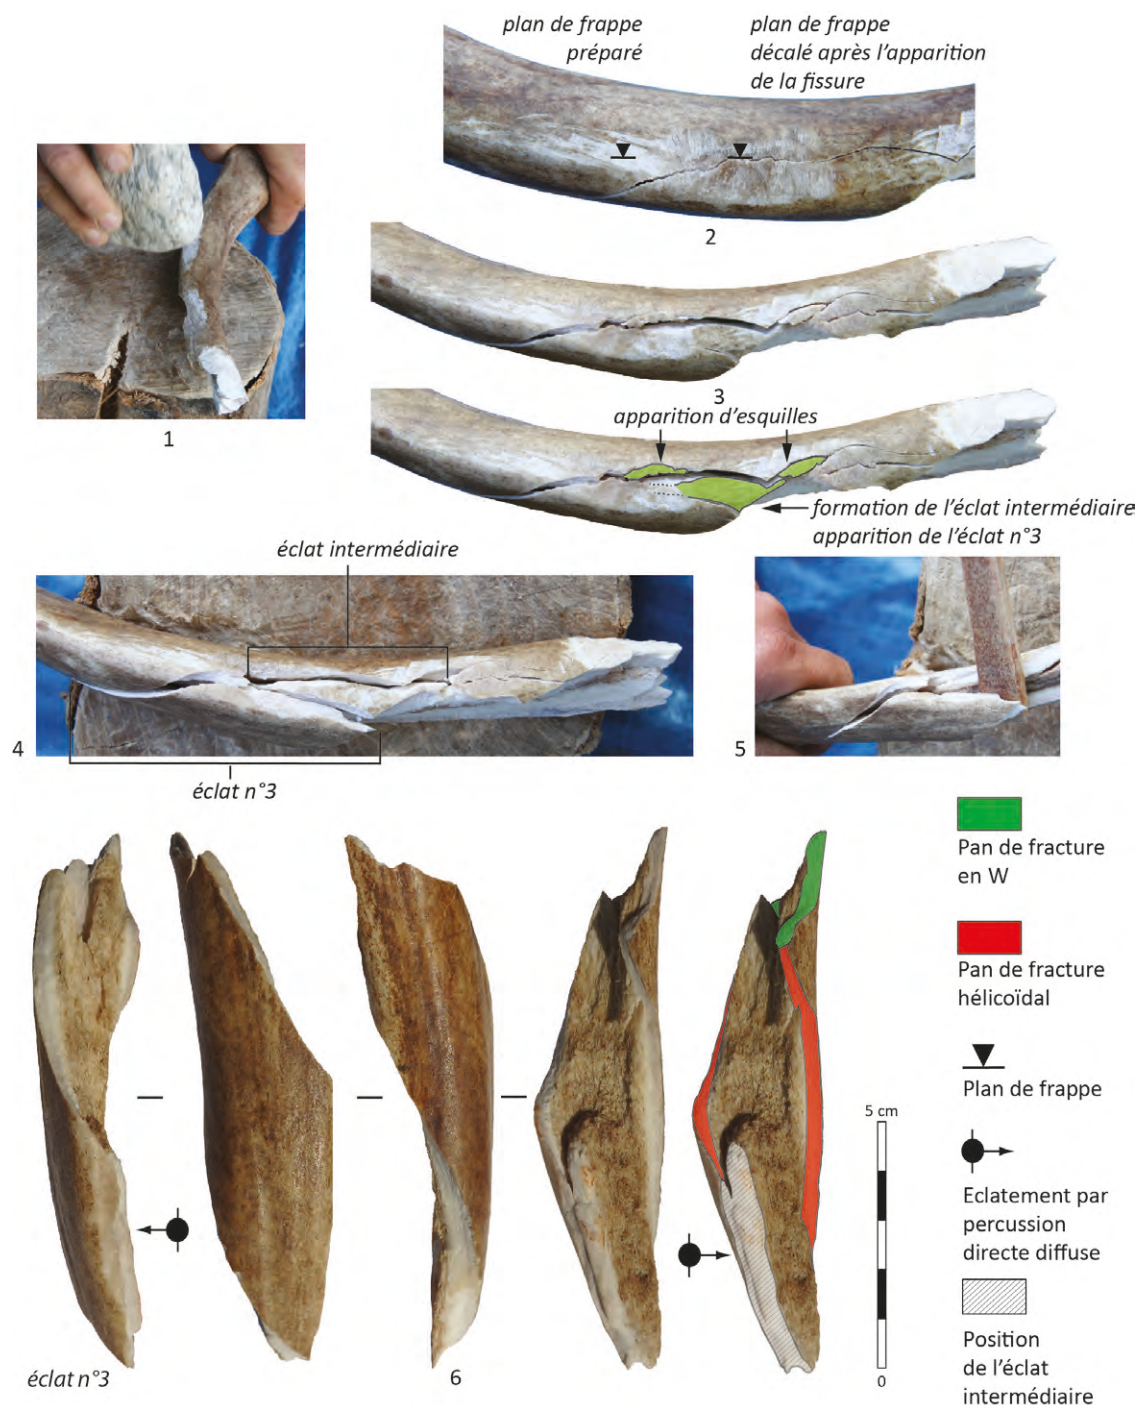 plan de frappe
préparé
plan de frappe
décalé après l'apparition
de la fissure
1
2
3
apparition d'esquilles
formation de l'éclat intermédiaire
apparition de l'éclat n°3
éclat intermédiaire
4
éclat n°3
5
Pan de fracture
en W
Pan de fracture
hélicoïdal
Plan de frappe
5 cm
0
Eclatement par
percussion
directe diffuse
Position
de l'éclat
intermédiaire
éclat n°3
6